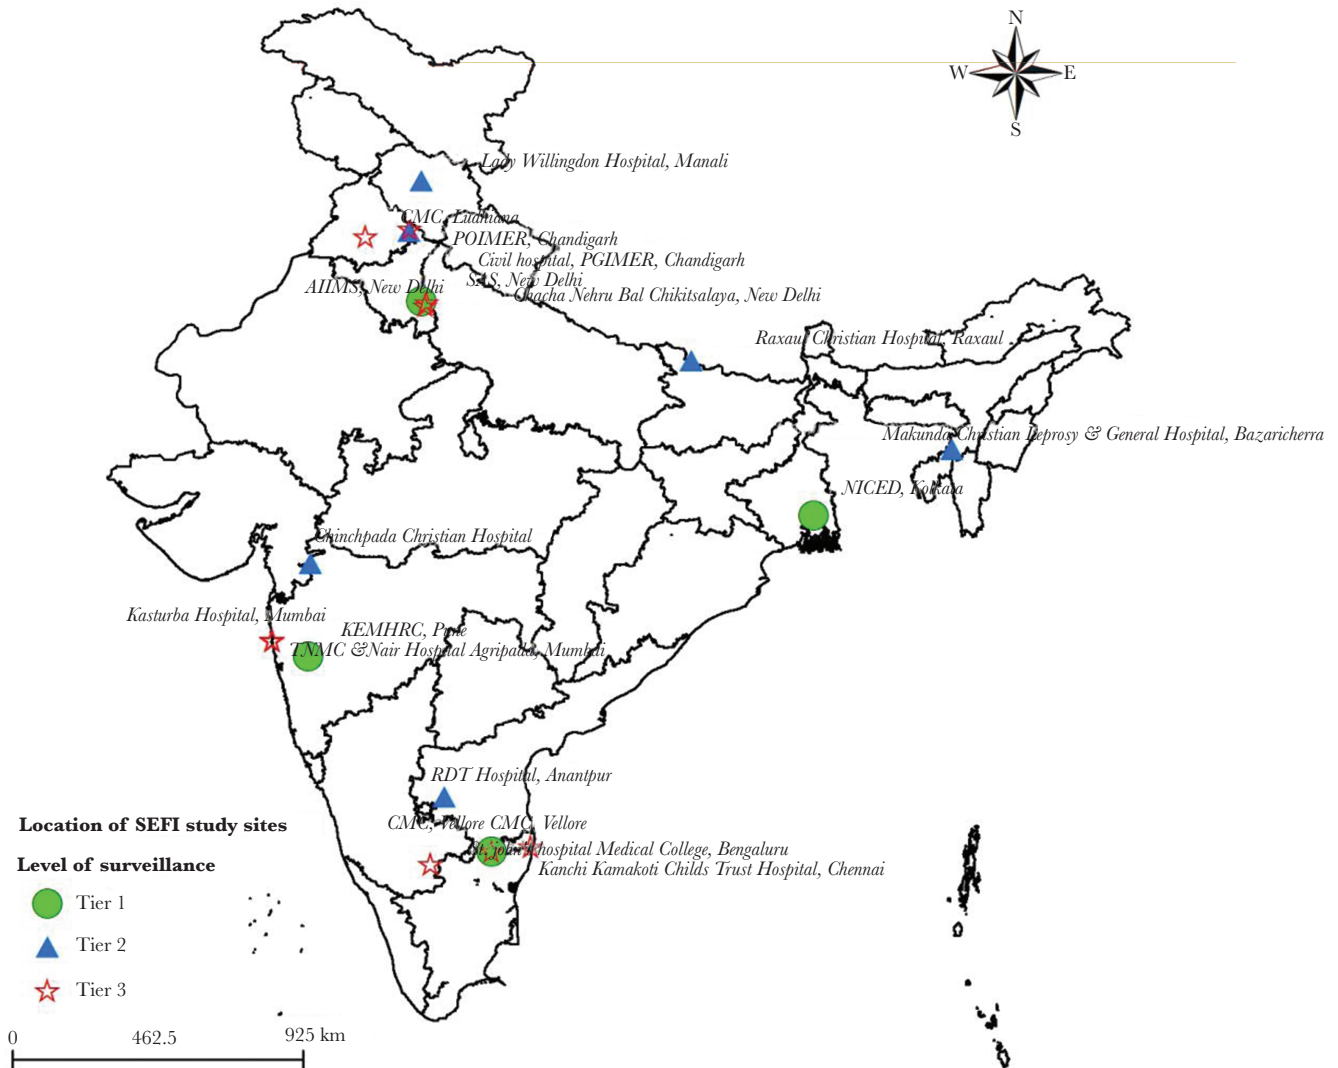 N
W E
S
Lady Willingdon Hospital, Manali
CMC, Ludhiana
POIMER, Chandigarh
Civil hospital, PGIMER, Chandigarh
SAS, New Delhi
AIIMS, New Delhi
Chacha Nehru Bal Chikitsalaya, New Delhi
Raxaul Christian Hospital, Raxaul
Makunda Christian Leprosy & General Hospital, Bazaricherra
NICED, Kolkata
Chinchpada Christian Hospital
Kasturba Hospital, Mumbai
KEMHRC, Pune
TNMC &Nair Hospital Agripada, Mumbai
RDT Hospital, Anantpur
CMC, Vellore CMC, Vellore
St. john's hospital Medical College, Bengaluru
Kanchi Kamakoti Childs Trust Hospital, Chennai
Location of SEFI study sites
Level of surveillance
Tier 1
Tier 2
Tier 3
0 462.5 925 km